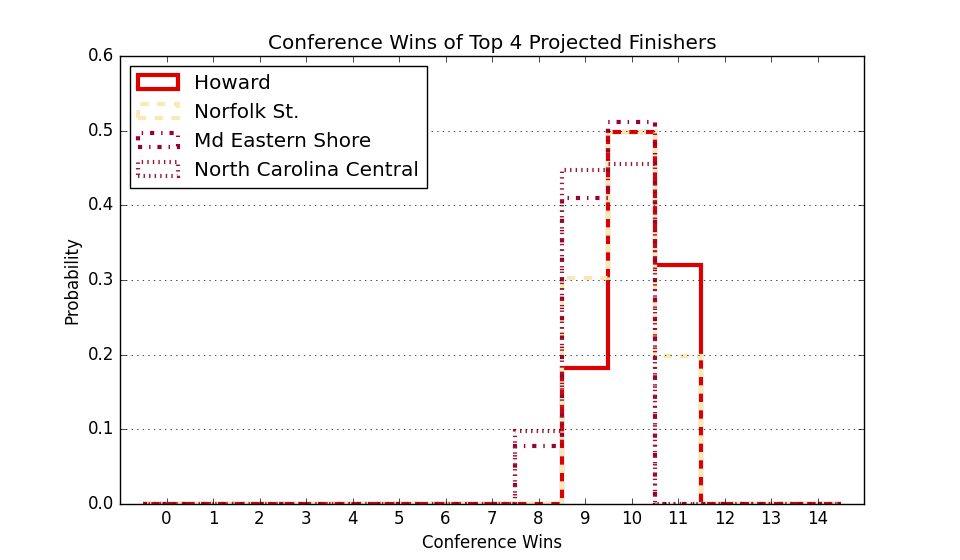 Conference Wins of Top 4 Projected Finishers
Howard
Norfolk St.
Md Eastern Shore
North Carolina Central
0.6
0.5
0.4
0.3
0.2
0.1
0.0
Probability
0 1 2 3 4 5 6 7 8 9 10 11 12 13 14
Conference Wins